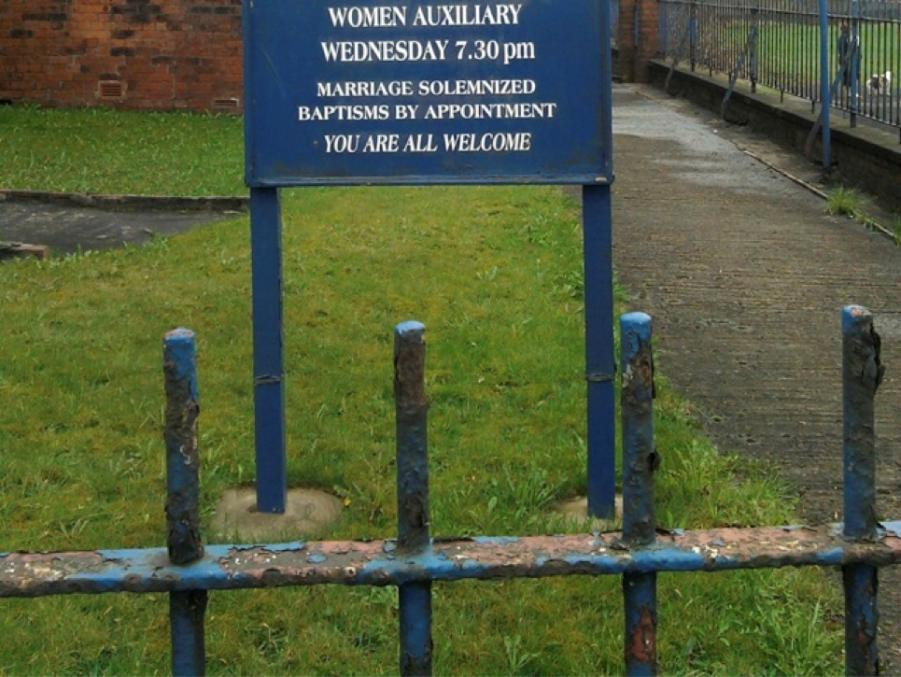 WOMEN AUXILIARY
WEDNESDAY 7.30 pm
MARRIAGE SOLEMNIZED
BAPTISMS BY APPOINTMENT
YOU ARE ALL WELCOME